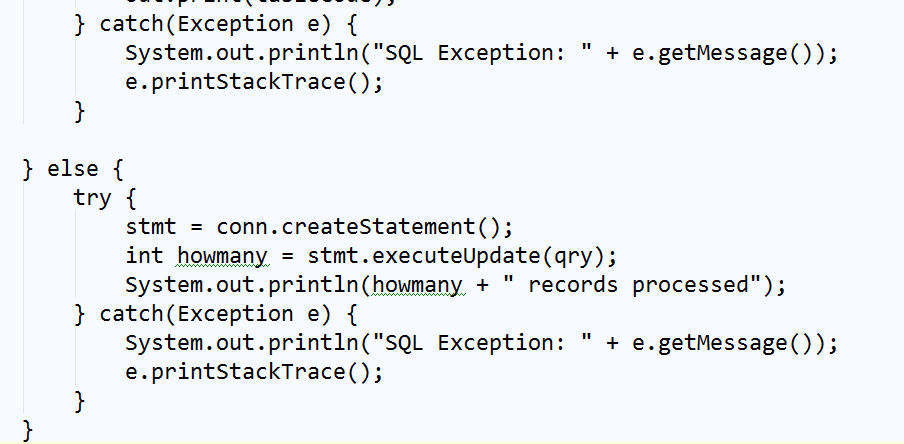 } catch(Exception e) {
System.out.println("SQL Exception: " + e.getMessage());
e.printStackTrace();
}
} else {
try {
stmt = conn.createStatement();
int howmany = stmt.executeUpdate(qry);
System.out.println(howmany + " records processed");
} catch(Exception e) {
System.out.println("SQL Exception: " + e.getMessage());
e.printStackTrace();
}
}